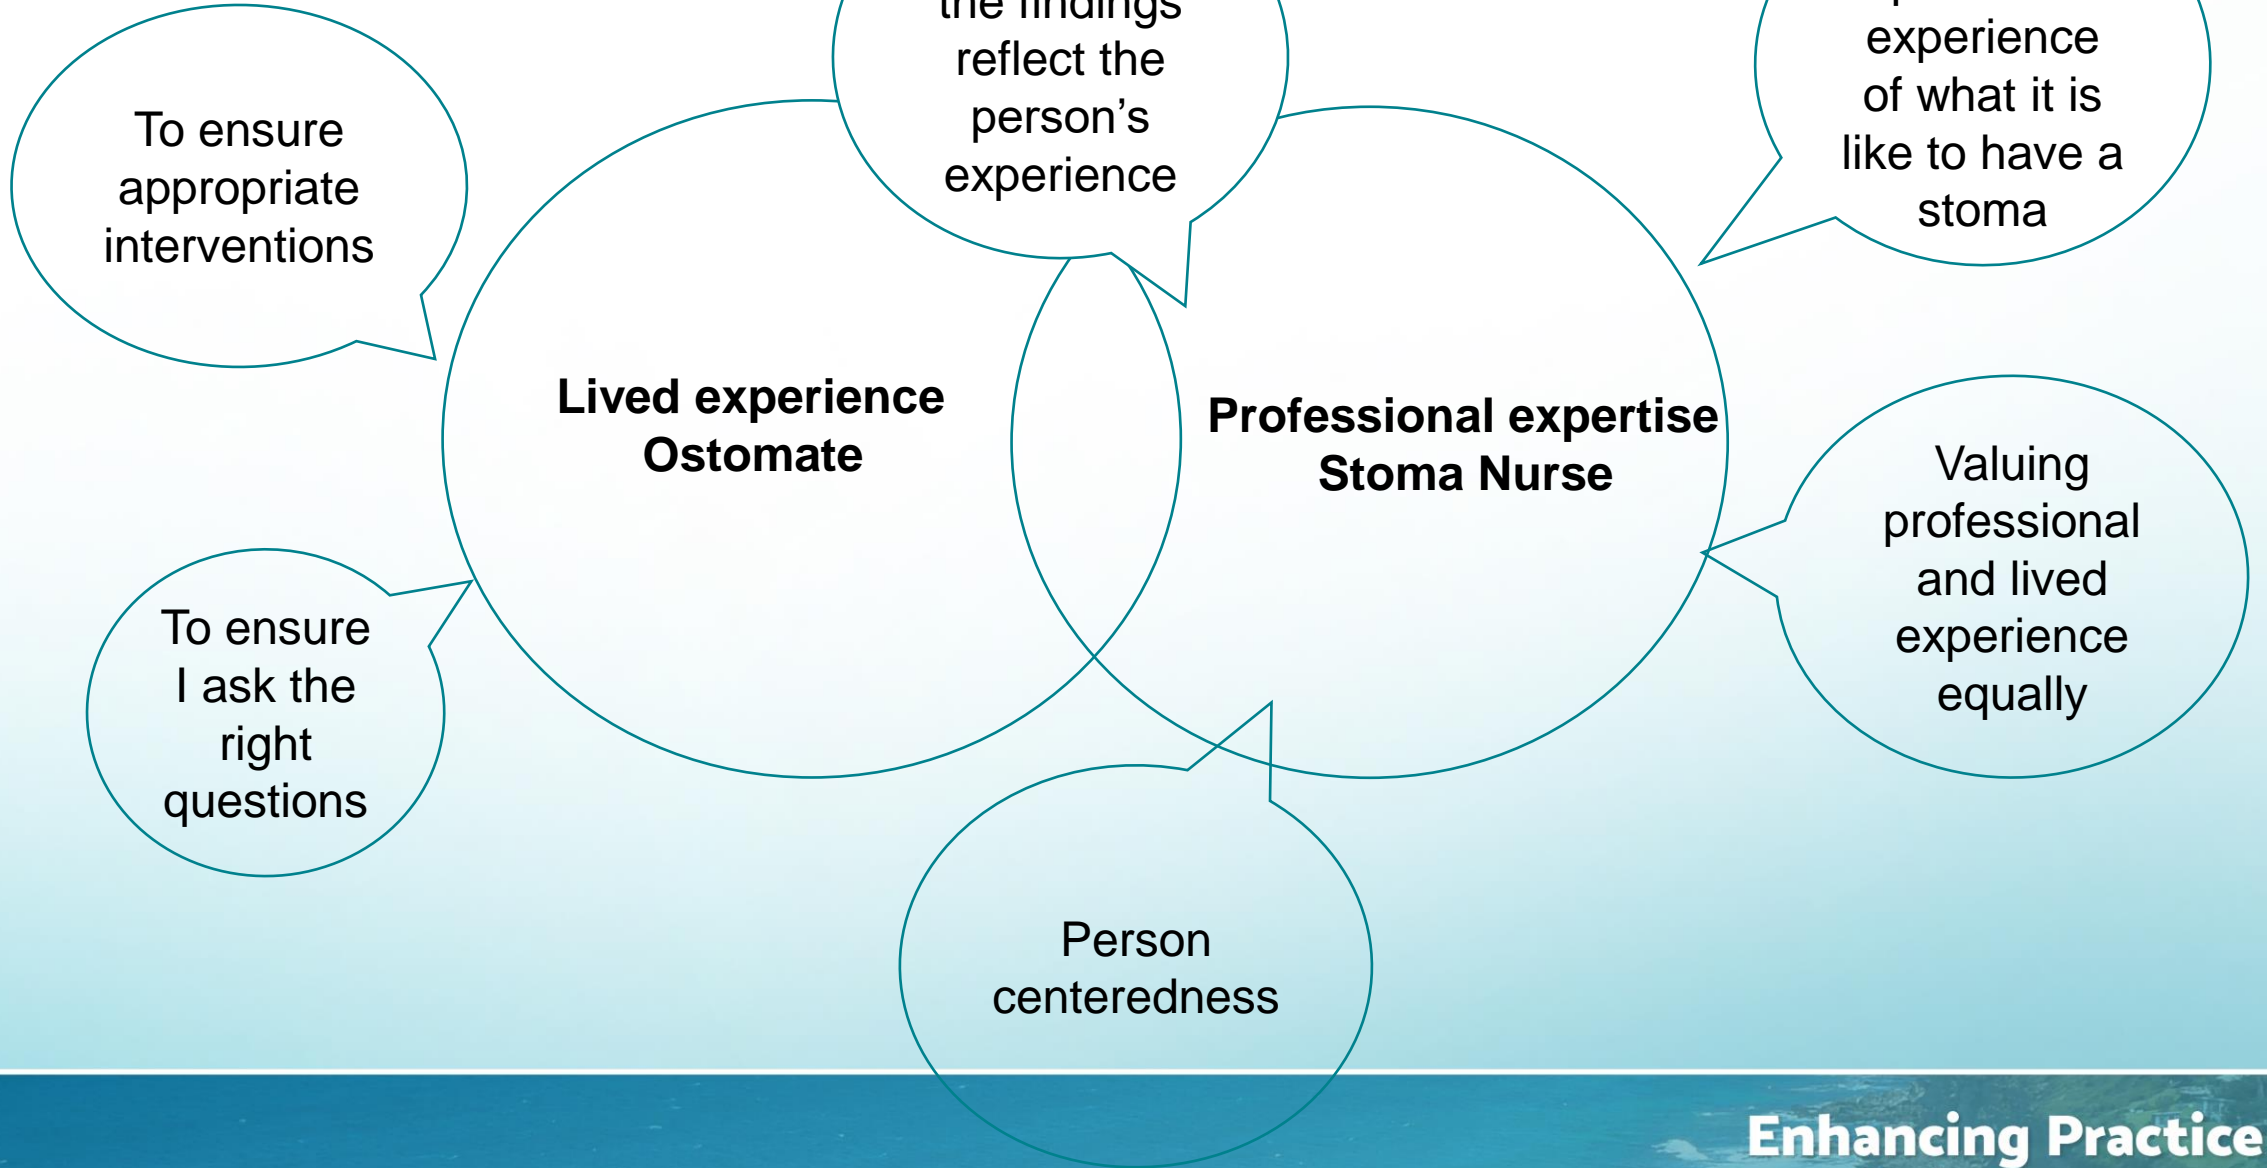 To ensure
appropriate
interventions
the findings
reflect the
person's
experience
experience
of what it is
like to have a
stoma
Lived experience
Ostomate
Professional expertise
Stoma Nurse
Valuing
professional
and lived
experience
equally
To ensure
I ask the
right
questions
Person
centeredness
Enhancing Practice